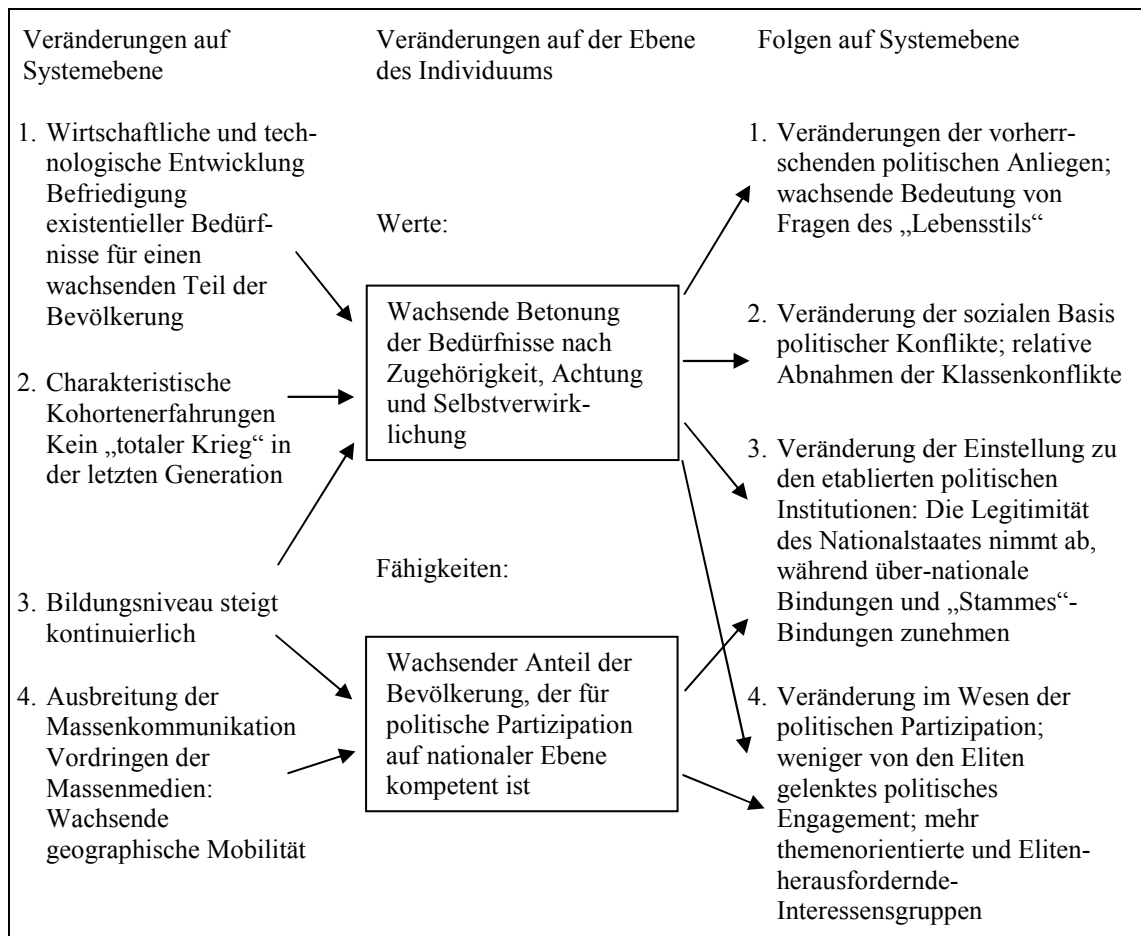 Veränderungen auf
Systemebene
Veränderungen auf der Ebene
des Individuums
Folgen auf Systemebene
1. Wirtschaftliche und tech-
nologische Entwicklung
Befriedigung
existentieller Bedürf-
nisse für einen
wachsenden Teil der
Bevölkerung
2. Charakteristische
Kohortenerfahrungen
Kein „totaler Krieg“ in
der letzten Generation
3. Bildungsniveau steigt
kontinuierlich
4. Ausbreitung der
Massenkommunikation
Vordringen der
Massenmedien:
Wachsende
geographische Mobilität
Werte:
Wachsende Betonung
der Bedürfnisse nach
Zugehörigkeit, Achtung
und Selbstverwirk-
lichung
Fähigkeiten:
Wachsender Anteil der
Bevölkerung, der für
politische Partizipation
auf nationaler Ebene
kompetent ist
1. Veränderungen der vorherr-
schenden politischen Anliegen;
wachsende Bedeutung von
Fragen des „Lebensstils“
2. Veränderung der sozialen Basis
politischer Konflikte; relative
Abnahmen der Klassenkonflikte
3. Veränderung der Einstellung zu
den etablierten politischen
Institutionen: Die Legitimität
des Nationalstaates nimmt ab,
während über-nationale
Bindungen und „Stammes“-
Bindungen zunehmen
4. Veränderung im Wesen der
politischen Partizipation;
weniger von den Eliten
gelenktes politisches
Engagement; mehr
themenorientierte und Eliten-
herausfordernde-
Interessensgruppen